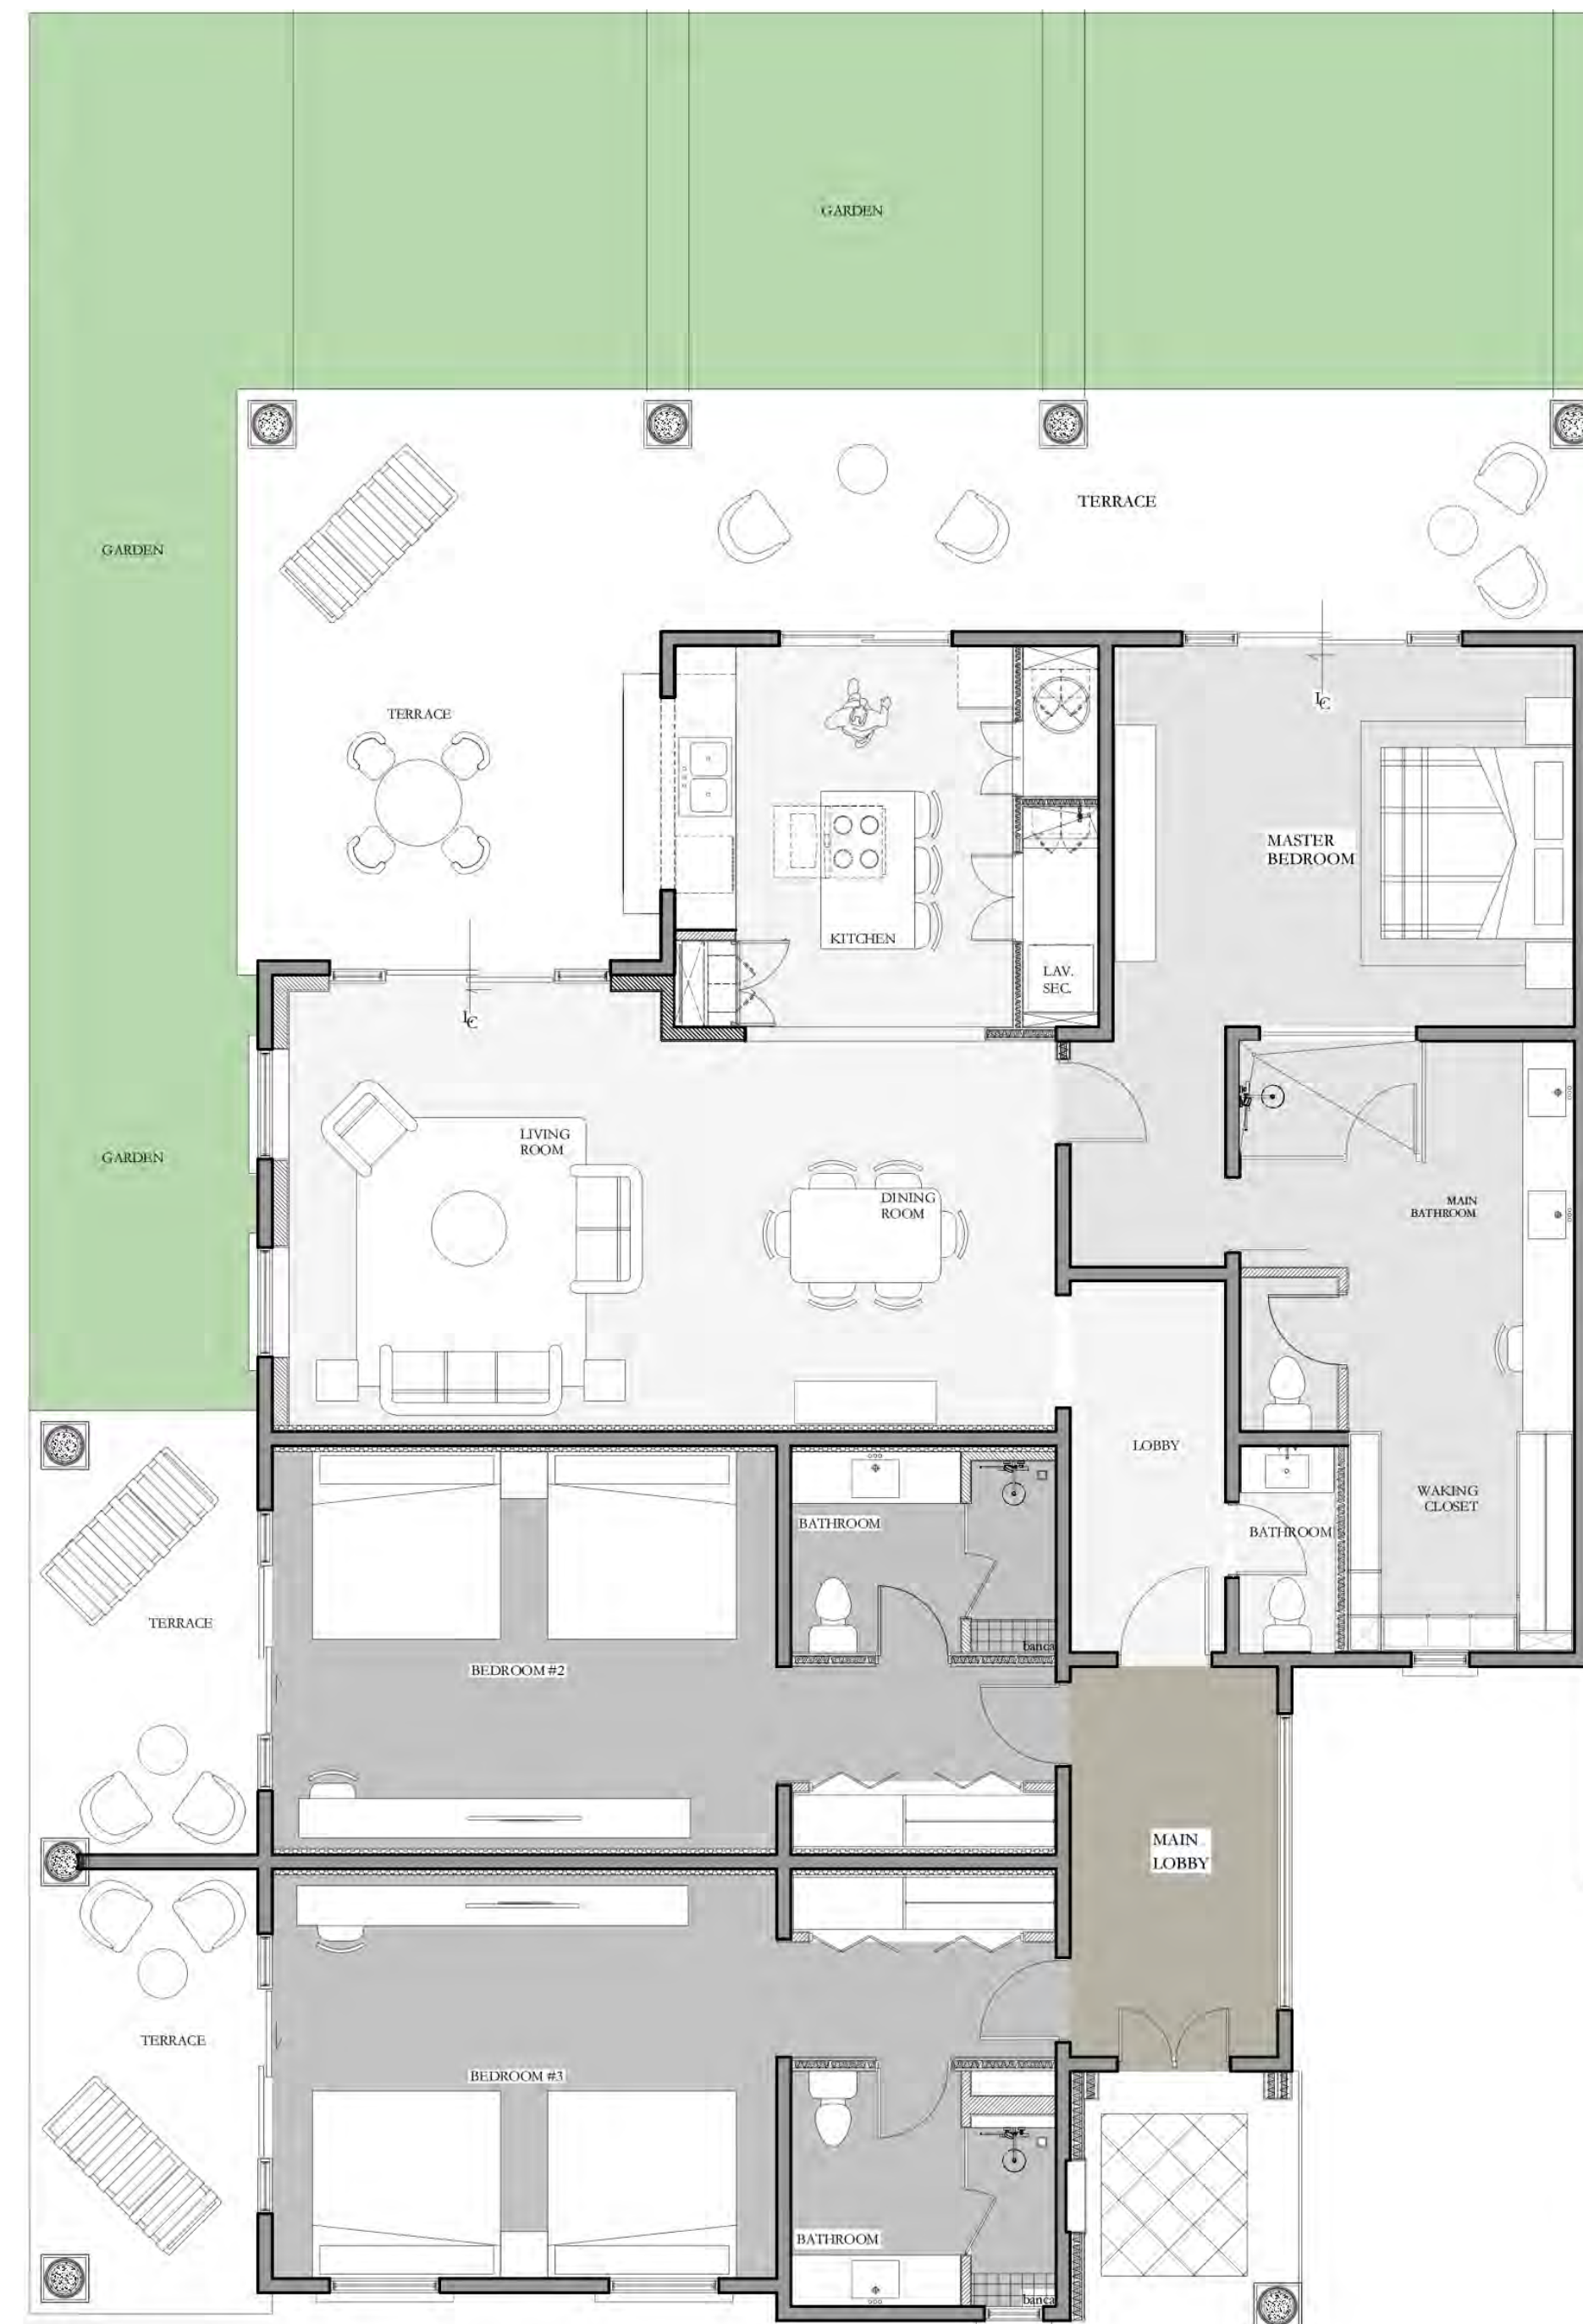 GARDEN
TERRACE
GARDEN
TERRACE
MASTER
BEDROOM
KITCHEN
LAV.
SEC.
LIVING
ROOM
GARDEN
DINING
ROOM
MAIN
BATHROOM
LOBBY
WAKING
CLOSET
BATHROOM
BATHROOM
TERRACE
banca
BEDROOM #2
MAIN
LOBBY
TERRACE
BEDROOM #3
BATHROOM
banca